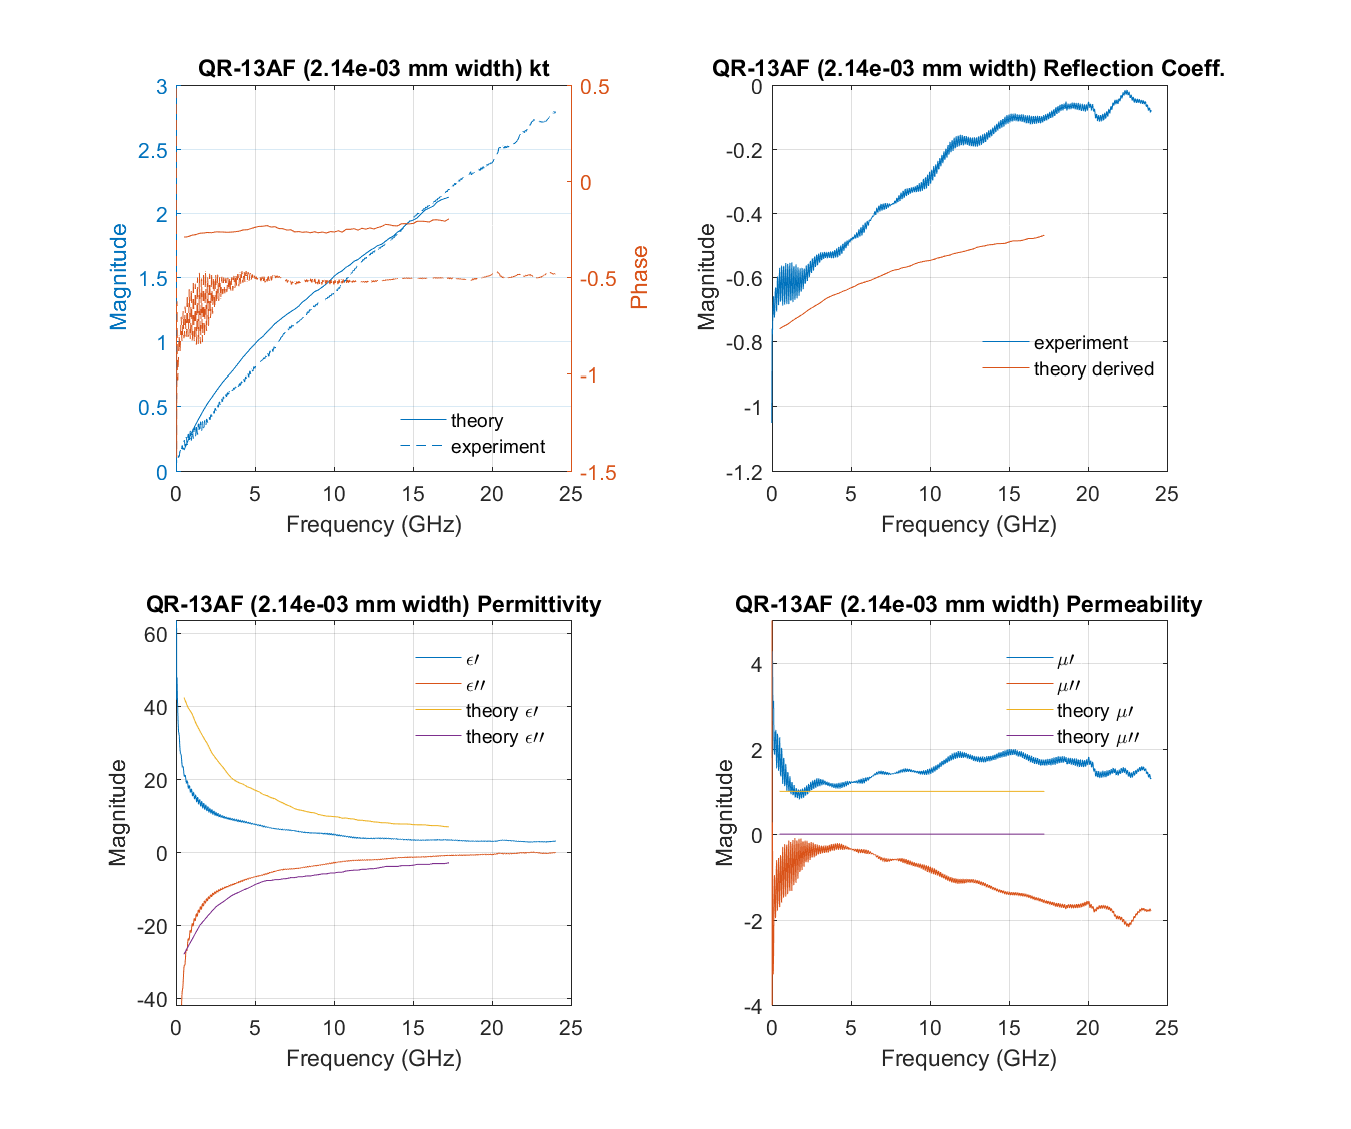 QR-13AF (2.14e-03 mm width) kt
3
2.5
2
1.5
1
0.5
0
Magnitude
0.5
0
-0.5
-1
-1.5
Phase
theory
experiment
0 5 10 15 20 25
Frequency (GHz)
QR-13AF (2.14e-03 mm width) Reflection Coeff.
0
-0.2
-0.4
-0.6
-0.8
-1
-1.2
Magnitude
experiment
theory derived
0 5 10 15 20 25
Frequency (GHz)
QR-13AF (2.14e-03 mm width) Permittivity
60
40
20
0
-20
-40
Magnitude
ϵ′
ϵ′′
theory ϵ′
theory ϵ′′
0 5 10 15 20 25
Frequency (GHz)
QR-13AF (2.14e-03 mm width) Permeability
4
2
0
-2
-4
Magnitude
μ′
μ′′
theory μ′
theory μ′′
0 5 10 15 20 25
Frequency (GHz)